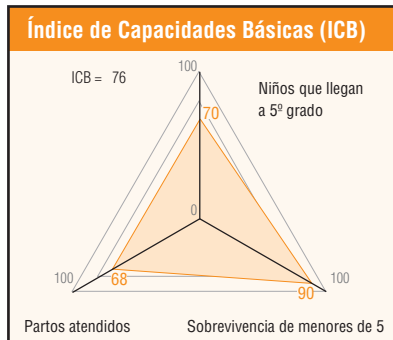 Índice de Capacidades Básicas (ICB)
100
ICB = 76
Niños que llegan
a 5º grado
70
0
100
68
90
100
Partos atendidos
Sobrevivencia de menores de 5